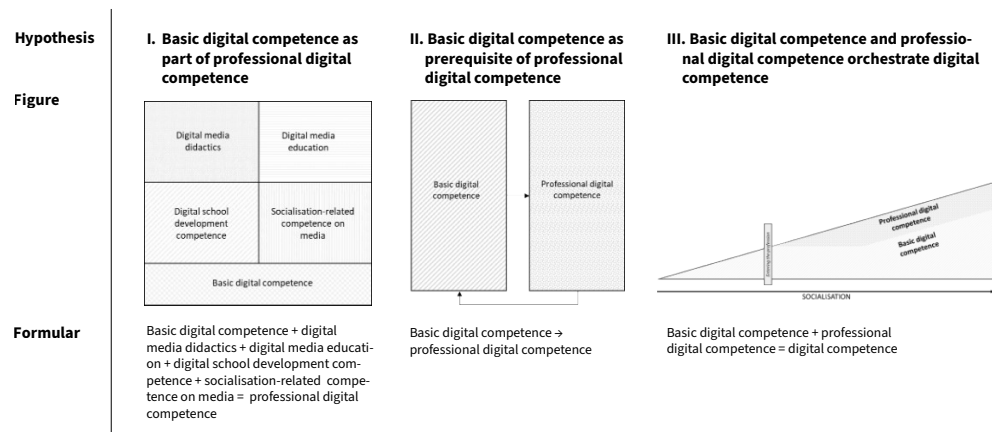 Hypothesis
I. Basic digital competence as
part of professional digital
competence
II. Basic digital competence as
prerequisite of professional
digital competence
III. Basic digital competence and professio-
nal digital competence orchestrate digital
competence
Figure
Digital media
didactics
Digital media
education
Digital school
development
competence
Socialisation-related
competence on
media
Basic digital competence
Basic digital
competence
Professional digital
competence
Professional digital
competence
Basic digital
competence
Entering the profession
SOCIALISATION
Formular
Basic digital competence + digital
media didactics + digital media educati-
on + digital school development com-
petence + socialisation-related compe-
tence on media = professional digital
competence
Basic digital competence →
professional digital competence
Basic digital competence + professional
digital competence = digital competence